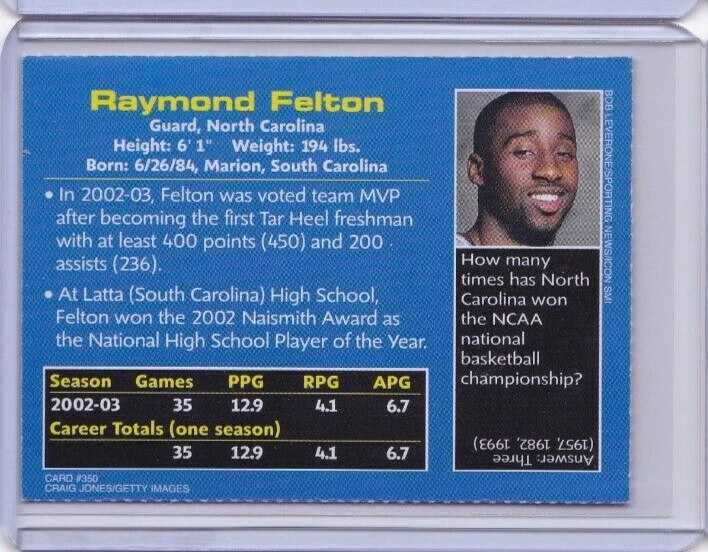 Raymond Felton
Guard, North Carolina
Height: 6' 1" Weight: 194 lbs.
Born: 6/26/84, Marion, South Carolina
• In 2002-03, Felton was voted team MVP
after becoming the first Tar Heel freshman
with at least 400 points (450) and 200
assists (236).
• At Latta (South Carolina) High School,
Felton won the 2002 Naismith Award as
the National High School Player of the Year.
Season Games PPG RPG APG
2002-03 35 12.9 4.1 6.7
Career Totals (one season)
35 12.9 4.1 6.7
CARD #350
CRAIG JONES/GETTY IMAGES
BOB LEVERONE/SPORTING NEWS/ICON SMI
How many
times has North
Carolina won
the NCAA
national
basketball
championship?
Answer: Three
(1957, 1982, 1993)